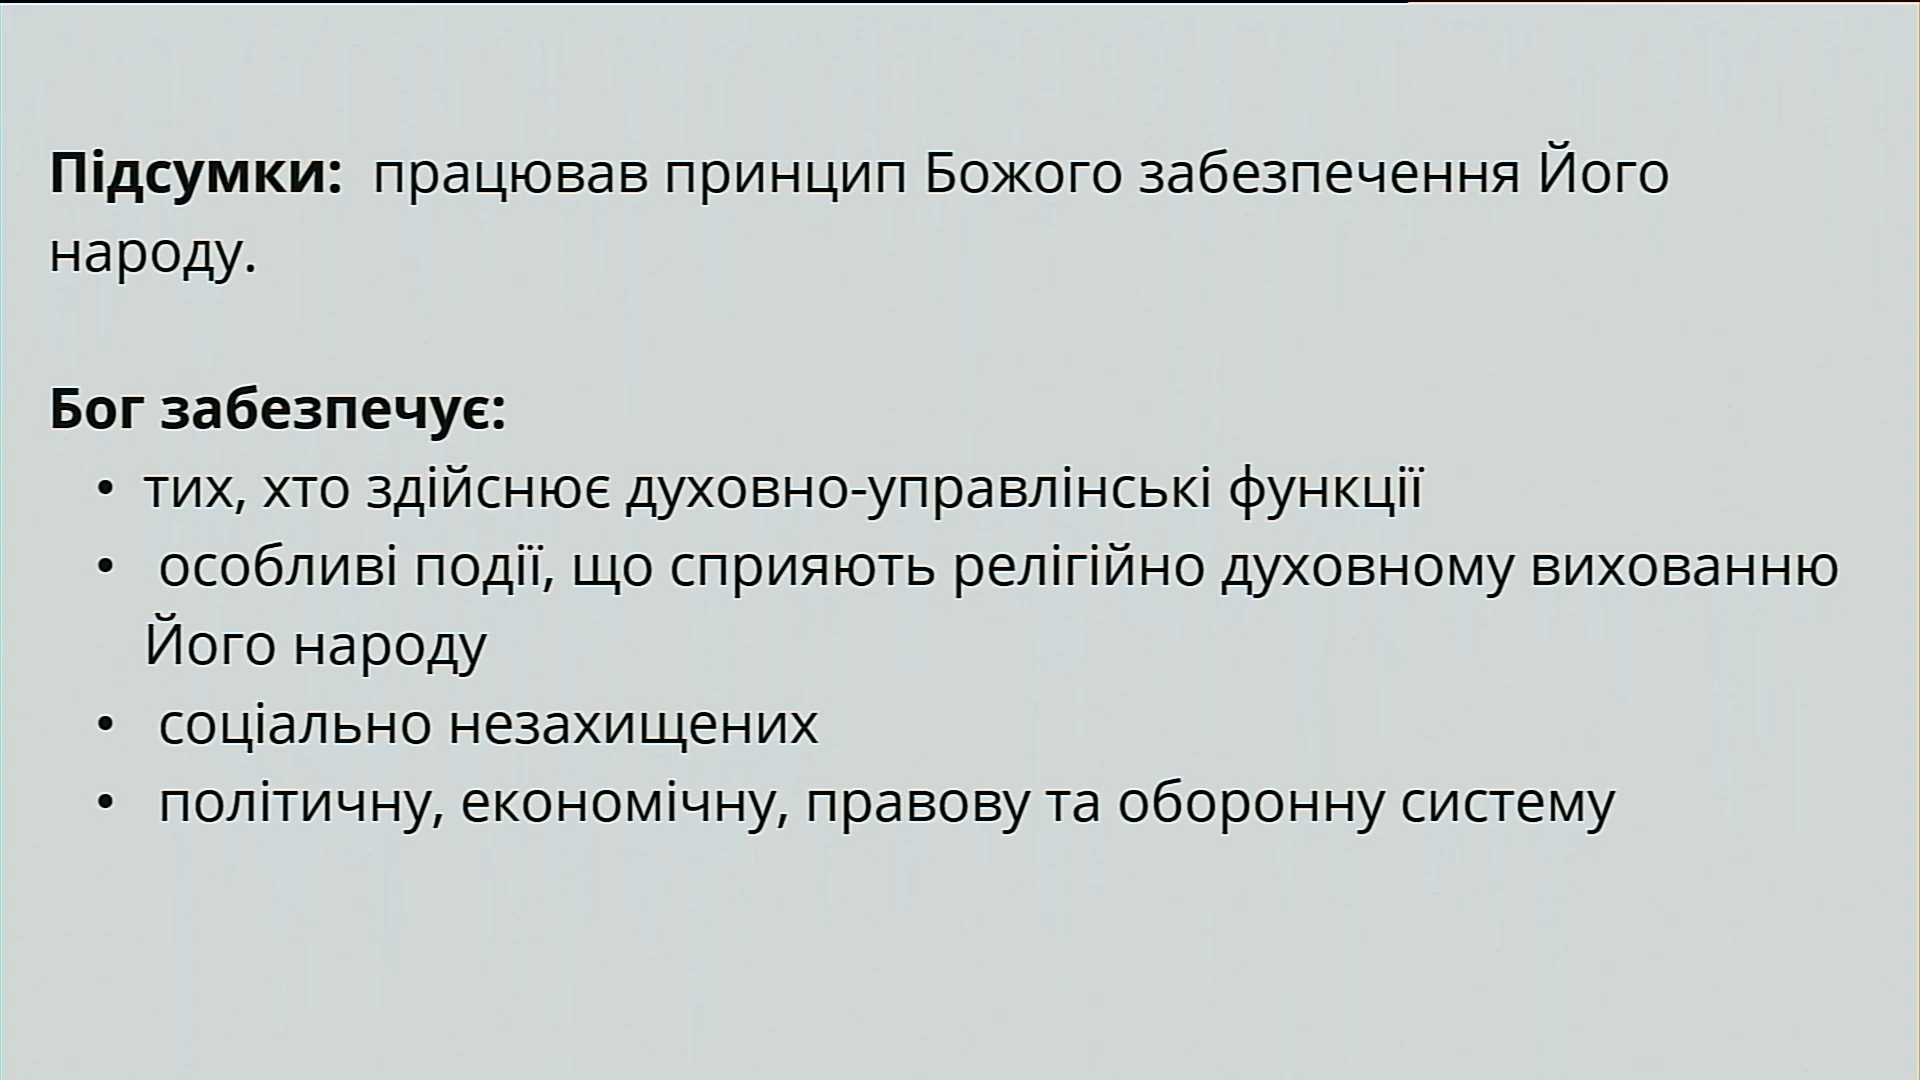 Підсумки: працював принцип Божого забезпечення Його
народу.
Бог забезпечує:
• тих, хто здійснює духовно-управлінські функції
• особливі події, що сприяють релігійно духовному вихованню
Його народу
• соціально незахищених
• політичну, економічну, правову та оборонну систему